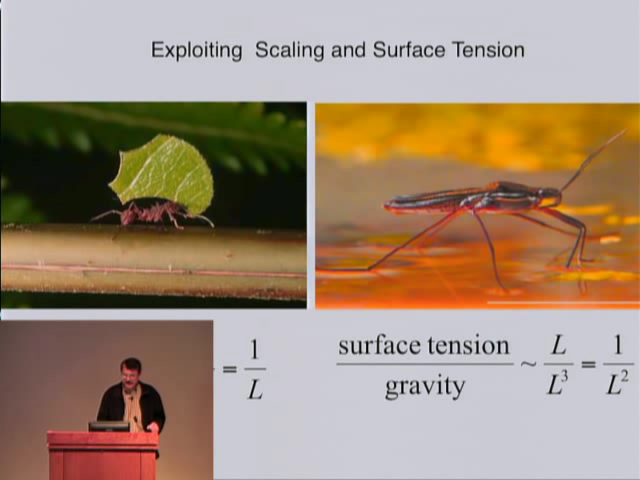 Exploiting Scaling and Surface Tension
= 1/L
surface tension/gravity ~ L/L³ = 1/L²